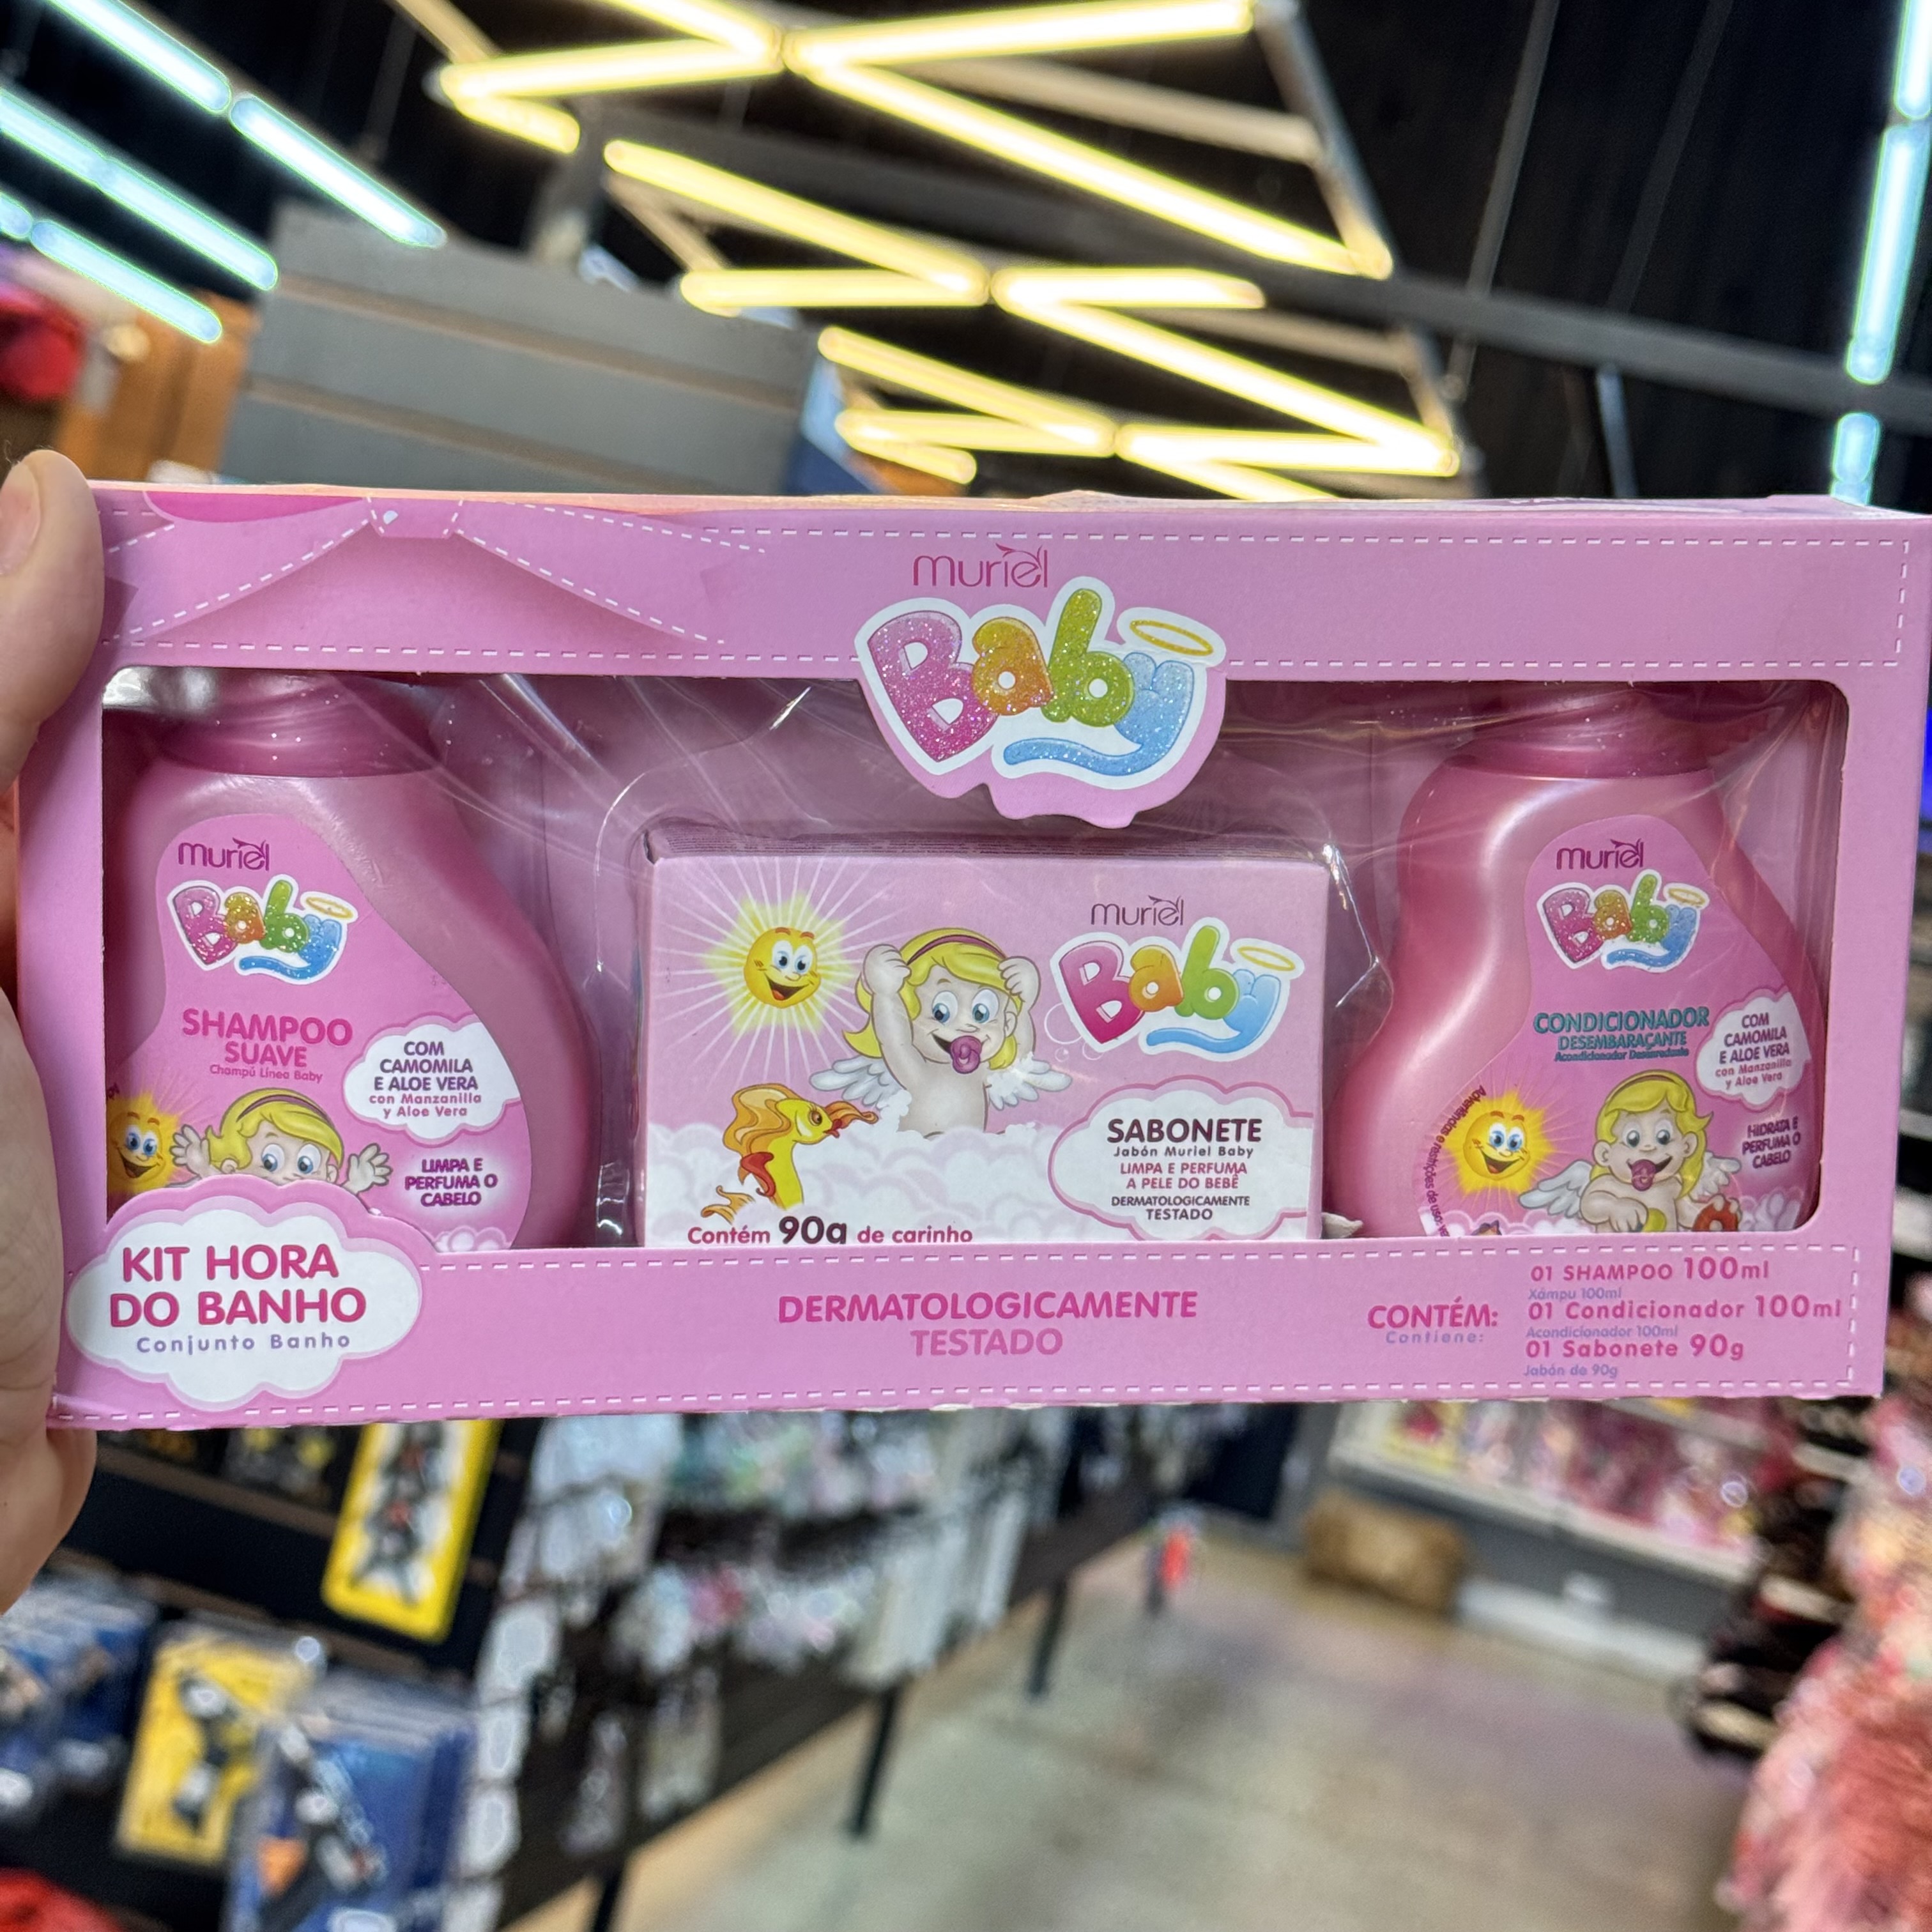 muriel
Baby
muriel
Baby
SHAMPOO
SUAVE
Champú Línea Baby
COM
CAMOMILA
E ALOE VERA
con Manzanilla
y Aloe Vera
LIMPA E
PERFUMA O
CABELO
muriel
Baby
SABONETE
Jabón Muriel Baby
LIMPA E PERFUMA
A PELE DO BEBÊ
DERMATOLOGICAMENTE
TESTADO
Contém 90g de carinho
muriel
Baby
CONDICIONADOR
DESEMBARAÇANTE
Acondicionador Desenredante
COM
CAMOMILA
E ALOE VERA
con Manzanilla
y Aloe Vera
HIDRATA E
PERFUMA O
CABELO
Advertências e restrições de uso:
KIT HORA
DO BANHO
Conjunto Banho
DERMATOLOGICAMENTE
TESTADO
CONTÉM:
Contiene:
01 SHAMPOO 100ml
Xámpu 100ml
01 Condicionador 100ml
Acondicionador 100ml
01 Sabonete 90g
Jabón de 90g